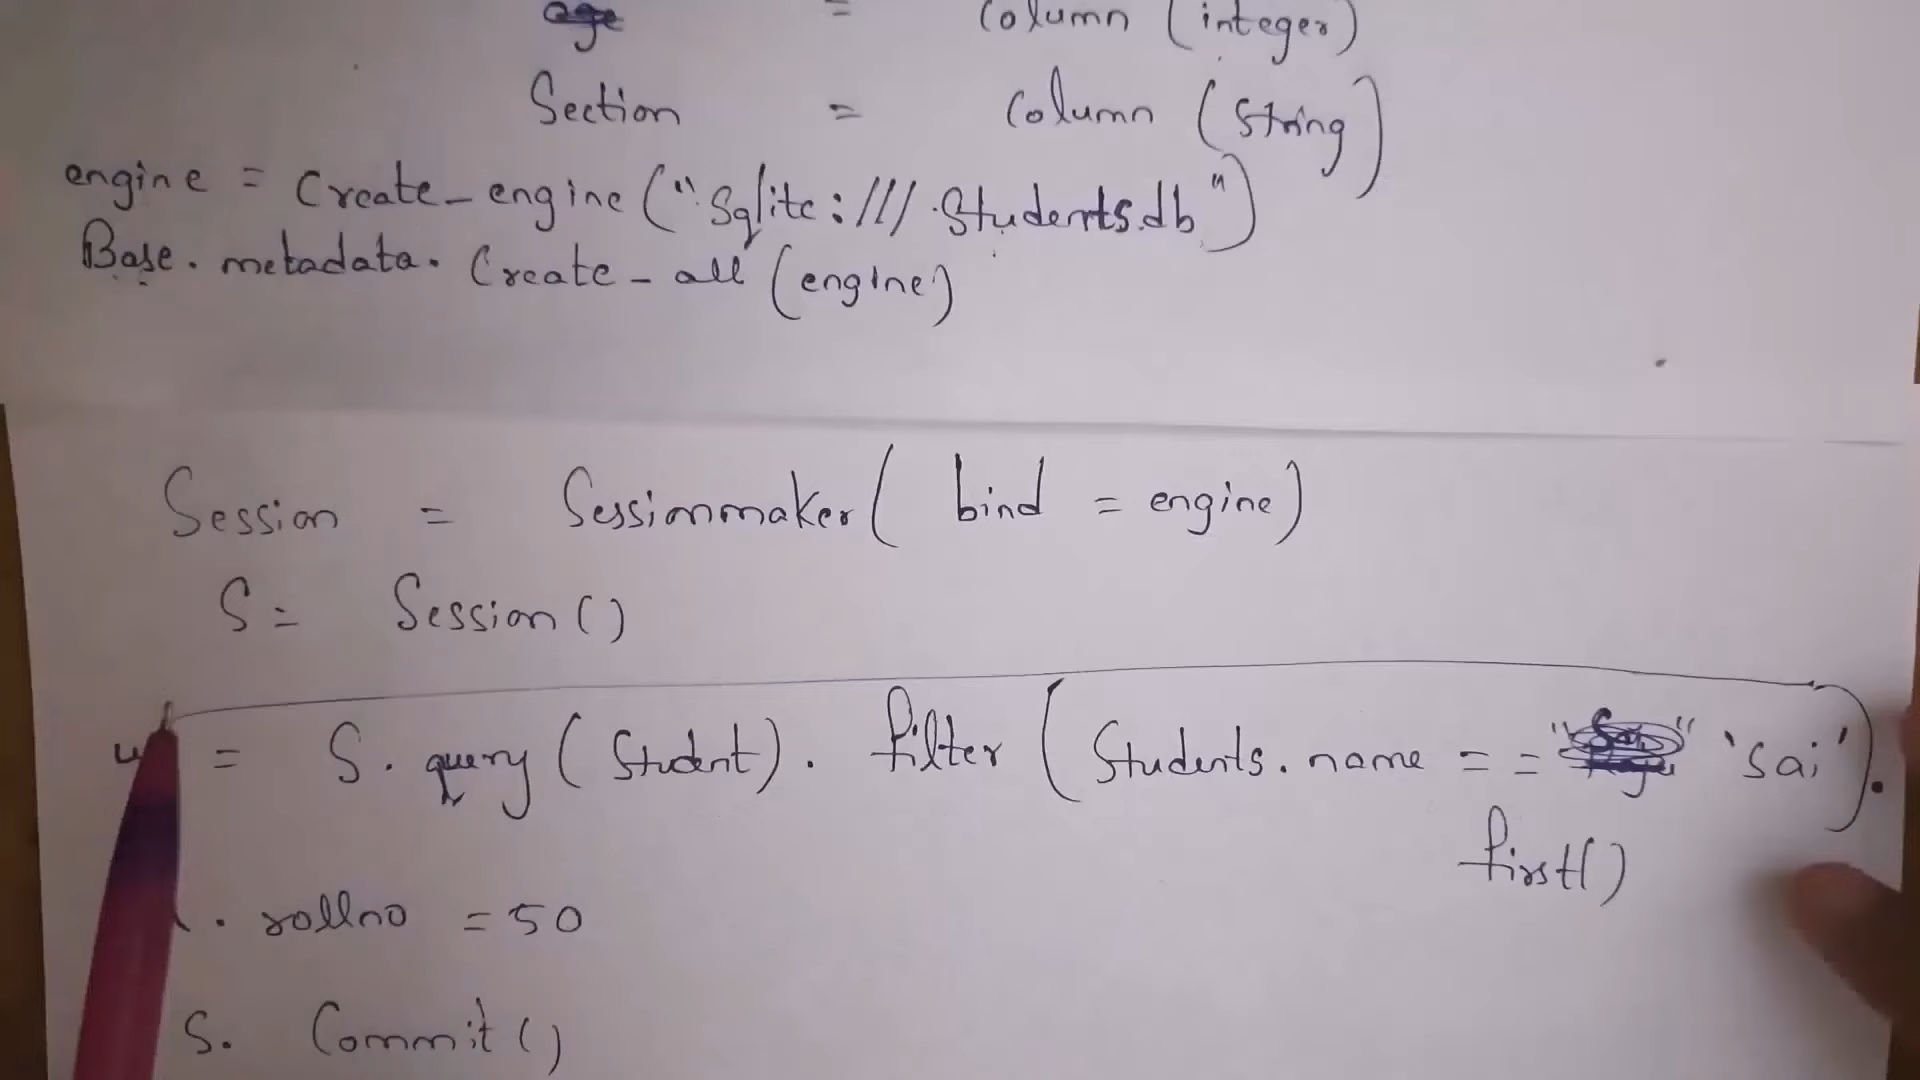 age = Column (integer)
Section = Column (String)
engine = Create_engine ("Sqlite:/// Students.db")
Base. metadata. Create_all (engine)
Session = Sessionmaker( bind = engine)
S = Session()
= S. query (Student). filter (Students. name == 'Sai').
first()
. rollno = 50
S. Commit()